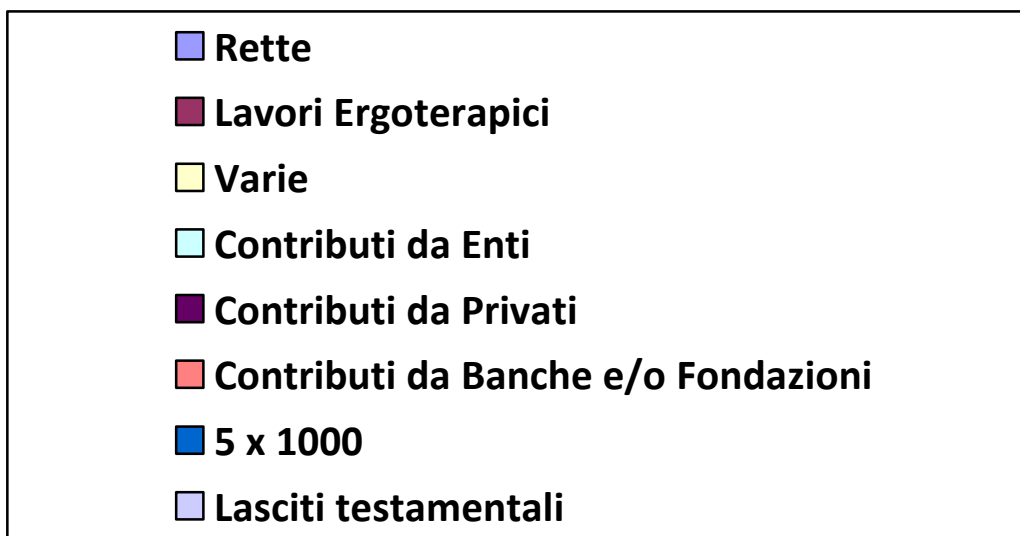 Rette
Lavori Ergoterapici
Varie
Contributi da Enti
Contributi da Privati
Contributi da Banche e/o Fondazioni
5 x 1000
Lasciti testamentali